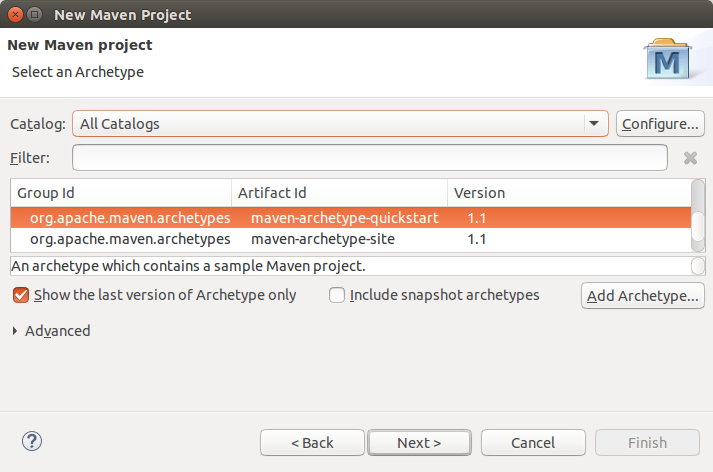 New Maven Project
New Maven project
Select an Archetype
M
Catalog: All Catalogs Configure...
Filter:
Group Id Artifact Id Version
org.apache.maven.archetypes maven-archetype-quickstart 1.1
org.apache.maven.archetypes maven-archetype-site 1.1
An archetype which contains a sample Maven project.
Show the last version of Archetype only Include snapshot archetypes Add Archetype...
Advanced
? < Back Next > Cancel Finish